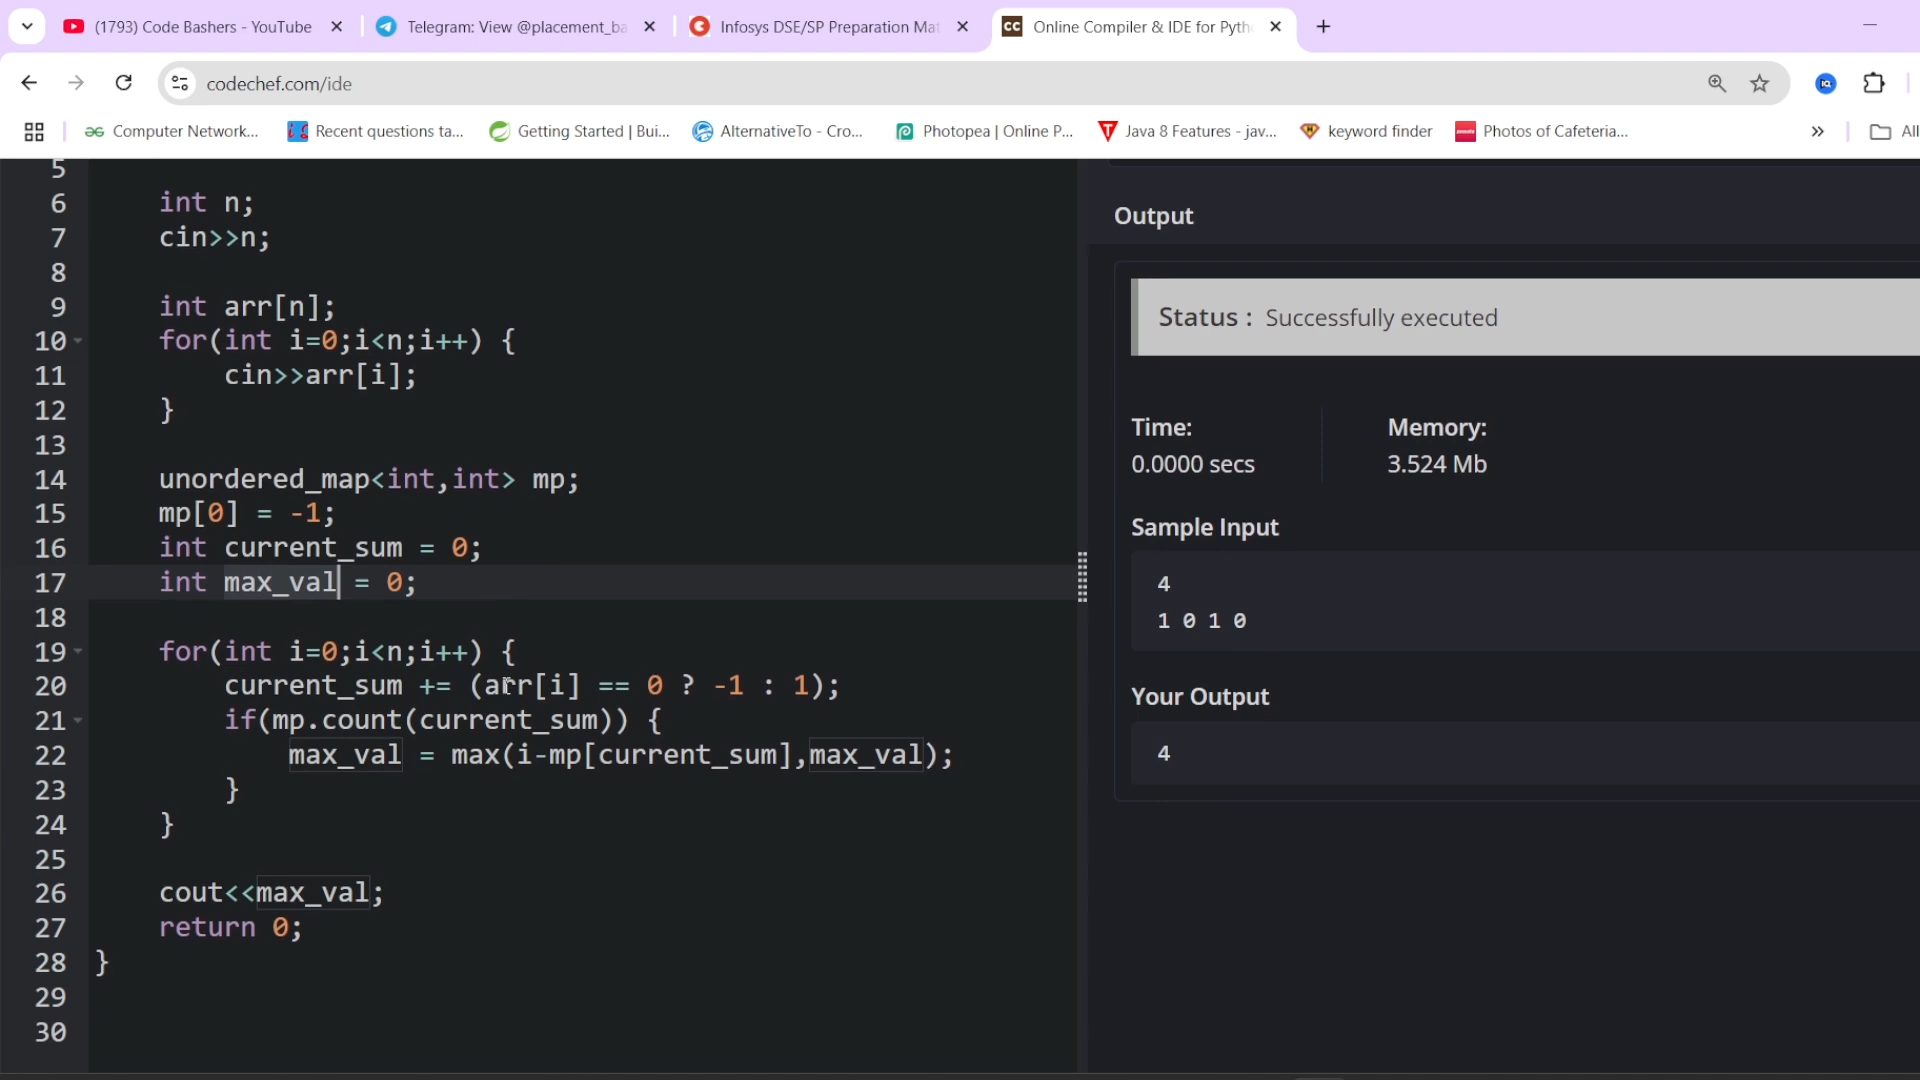 (1793) Code Bashers - YouTube
Telegram: View @placement_ba
Infosys DSE/SP Preparation Mat
CC Online Compiler & IDE for Pytho
codechef.com/ide
Computer Network...
Recent questions ta...
Getting Started | Bui...
AlternativeTo - Cro...
Photopea | Online P...
Java 8 Features - jav...
keyword finder
Photos of Cafeteria...
All
5
6 int n;
7 cin>>n;
8
9 int arr[n];
10 for(int i=0;i<n;i++) {
11 cin>>arr[i];
12 }
13
14 unordered_map<int,int> mp;
15 mp[0] = -1;
16 int current_sum = 0;
17 int max_val = 0;
18
19 for(int i=0;i<n;i++) {
20 current_sum += (arr[i] == 0 ? -1 : 1);
21 if(mp.count(current_sum)) {
22 max_val = max(i-mp[current_sum],max_val);
23 }
24 }
25
26 cout<<max_val;
27 return 0;
28 }
29
30
Output
Status : Successfully executed
Time: Memory:
0.0000 secs 3.524 Mb
Sample Input
4
1 0 1 0
Your Output
4